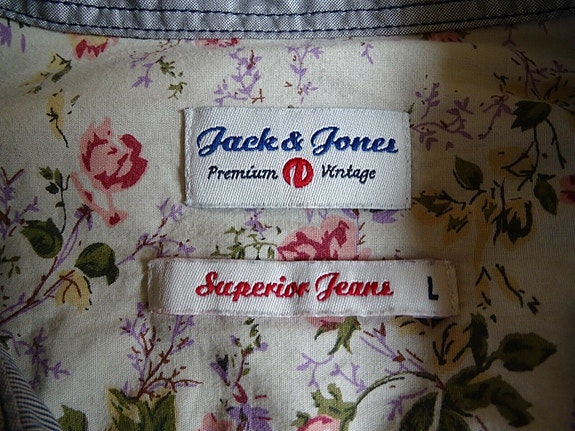 Jack & Jones
Premium Vintage
Superior Jeans L